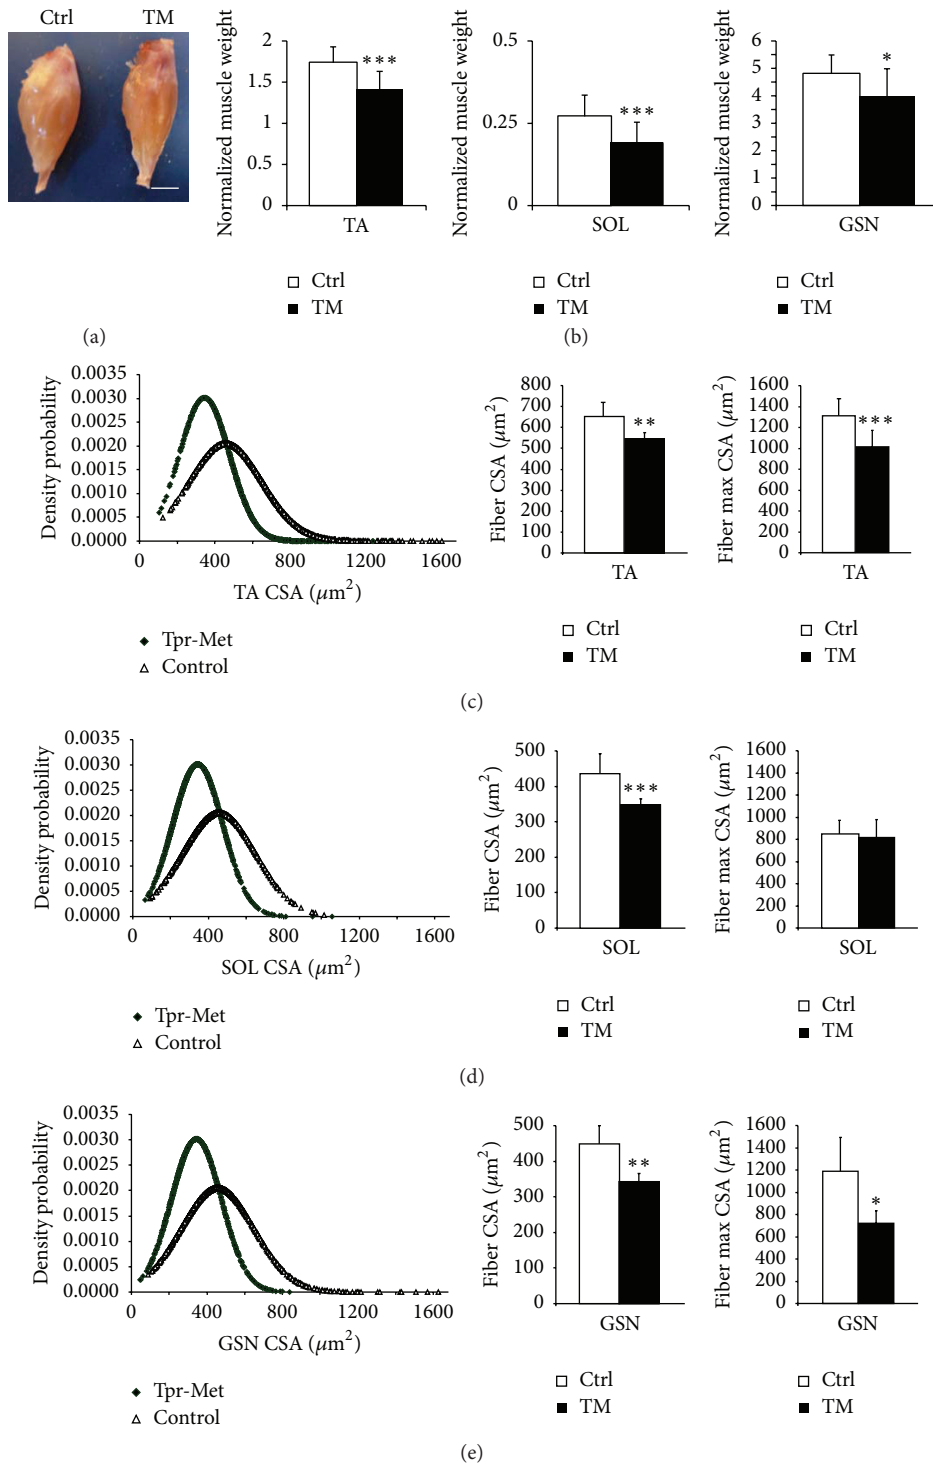 Ctrl TM
Normalized muscle weight
2
1.5
1
0.5
0
***
TA
Ctrl
TM
Normalized muscle weight
0.5
0.25
0
***
SOL
Ctrl
TM
Normalized muscle weight
6
5
4
3
2
1
0
*
GSN
Ctrl
TM
(a)
(b)
Density probability
0.0035
0.0030
0.0025
0.0020
0.0015
0.0010
0.0005
0.0000
0 400 800 1200 1600
TA CSA (μm²)
Tpr-Met
Control
Fiber CSA (μm²)
800
700
600
500
400
300
200
100
0
**
TA
Ctrl
TM
Fiber max CSA (μm²)
1600
1400
1200
1000
800
600
400
200
0
***
TA
Ctrl
TM
(c)
Density probability
0.0035
0.0030
0.0025
0.0020
0.0015
0.0010
0.0005
0.0000
0 400 800 1200 1600
SOL CSA (μm²)
Tpr-Met
Control
Fiber CSA (μm²)
500
400
300
200
100
0
***
SOL
Ctrl
TM
Fiber max CSA (μm²)
1600
1400
1200
1000
800
600
400
200
0
SOL
Ctrl
TM
(d)
Density probability
0.0035
0.0030
0.0025
0.0020
0.0015
0.0010
0.0005
0.0000
0 400 800 1200 1600
GSN CSA (μm²)
Tpr-Met
Control
Fiber CSA (μm²)
500
400
300
200
100
0
**
GSN
Ctrl
TM
Fiber max CSA (μm²)
1600
1400
1200
1000
800
600
400
200
0
*
GSN
Ctrl
TM
(e)